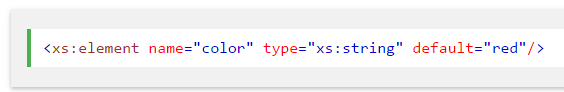 <xs:element name="color" type="xs:string" default="red"/>